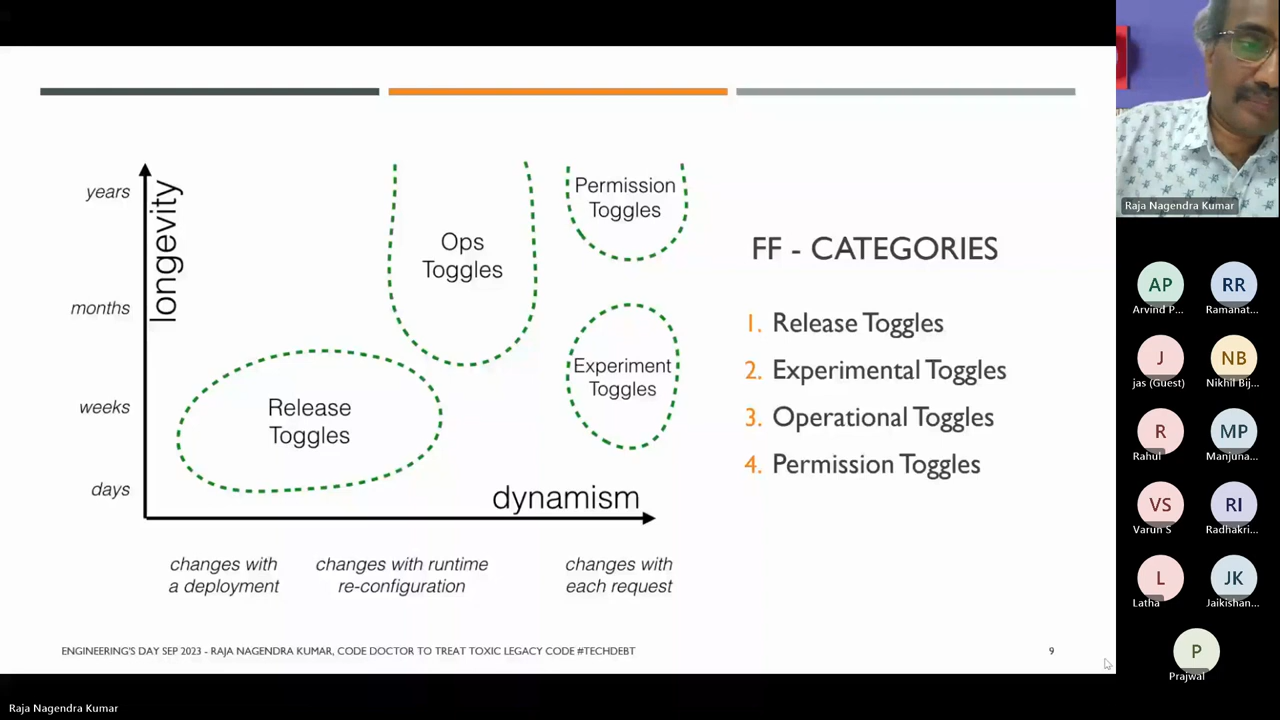 years
longevity
months
weeks
days
Ops
Toggles
Permission
Toggles
Experiment
Toggles
Release
Toggles
dynamism
changes with
a deployment
changes with runtime
re-configuration
changes with
each request
FF - CATEGORIES
1. Release Toggles
2. Experimental Toggles
3. Operational Toggles
4. Permission Toggles
ENGINEERING'S DAY SEP 2023 - RAJA NAGENDRA KUMAR, CODE DOCTOR TO TREAT TOXIC LEGACY CODE #TECHDEBT
9
Raja Nagendra Kumar
AP
Arvind P...
RR
Ramanat...
J
jas (Guest)
NB
Nikhil Bij...
R
Rahul
MP
Manjuna...
VS
Varun S
RI
Radhakri...
L
Latha
JK
Jaikishan...
P
Prajwal
Raja Nagendra Kumar